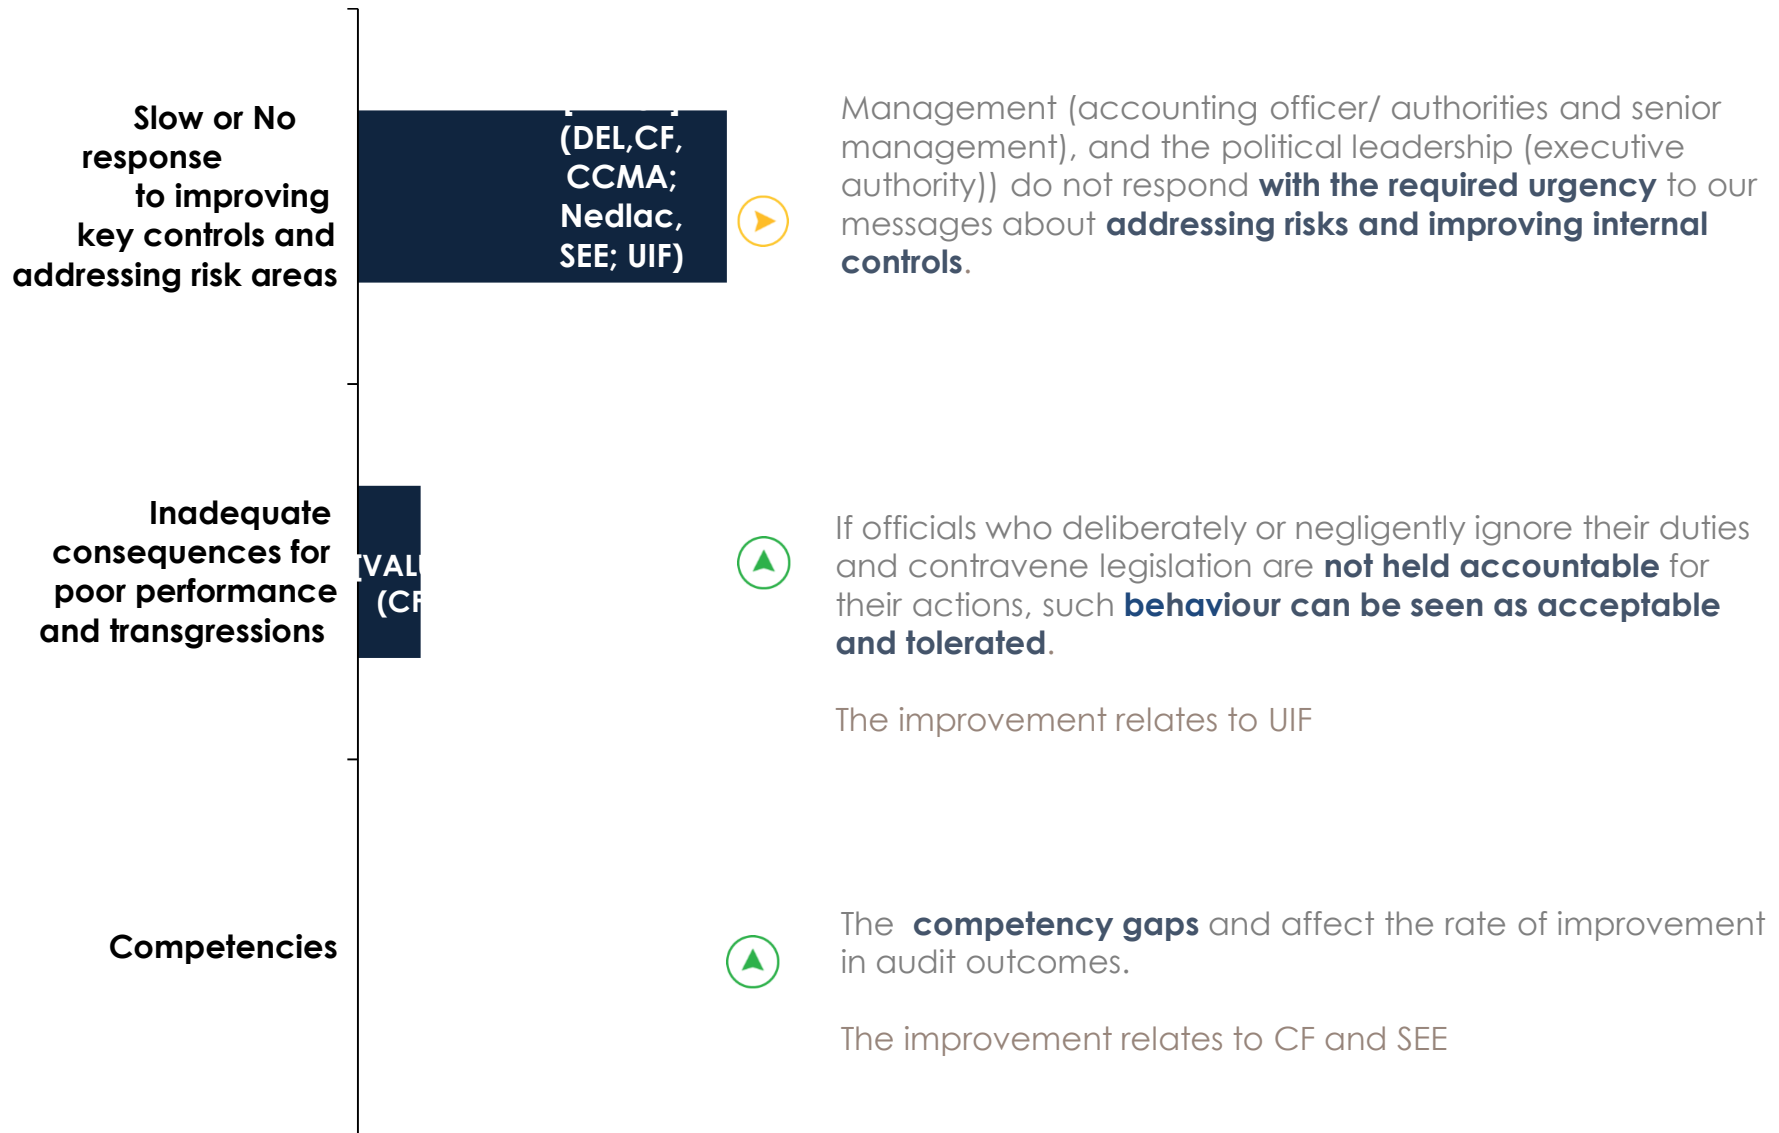 Slow or No
response
to improving
key controls and
addressing risk areas
(DEL,CF,
CCMA;
Nedlac,
SEE; UIF)
Management (accounting officer/ authorities and senior
management), and the political leadership (executive
authority)) do not respond with the required urgency to our
messages about addressing risks and improving internal
controls.
Inadequate
consequences for
poor performance
and transgressions
[VALU
(CF
If officials who deliberately or negligently ignore their duties
and contravene legislation are not held accountable for
their actions, such behaviour can be seen as acceptable
and tolerated.
The improvement relates to UIF
Competencies
The competency gaps and affect the rate of improvement
in audit outcomes.
The improvement relates to CF and SEE